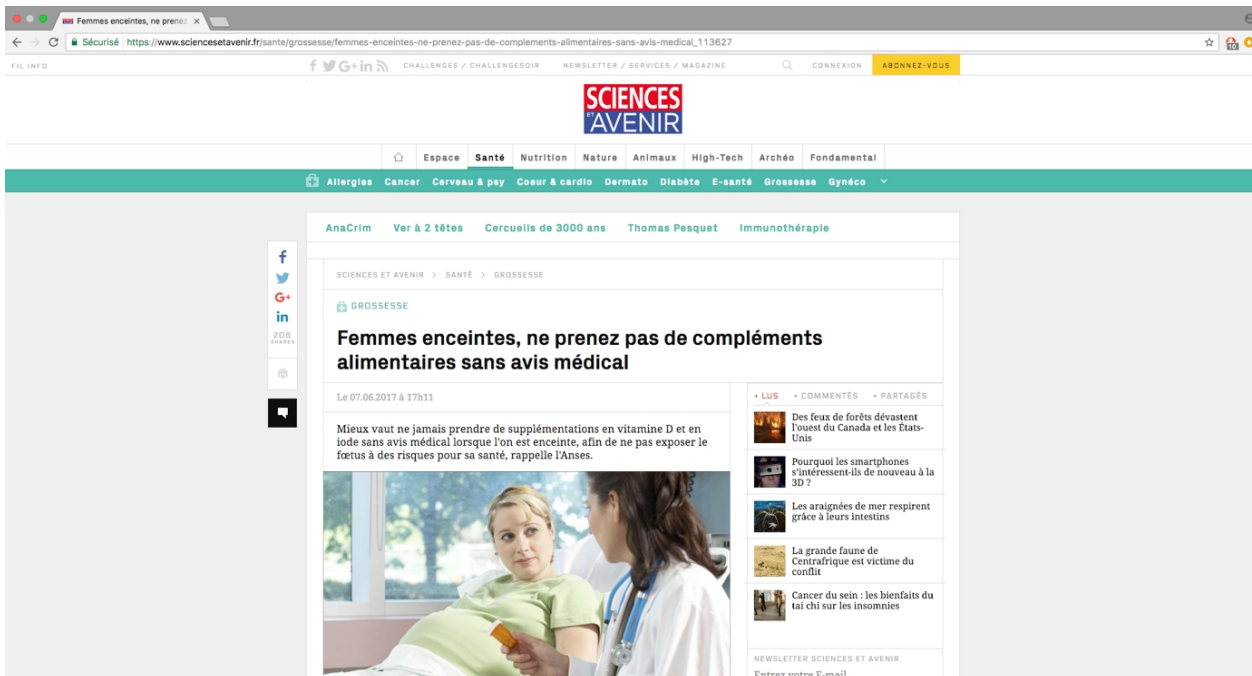 Femmes enceintes, ne prenez
Sécurisé https://www.sciencesetavenir.fr/sante/grossesse/femmes-enceintes-ne-prenez-pas-de-complements-alimentaires-sans-avis-medical_113627
10
FIL INFO
CHALLENGES / CHALLENGESOIR NEWSLETTER / SERVICES / MAGAZINE CONNEXION ABONNEZ-VOUS
SCIENCES
ET AVENIR
Espace Santé Nutrition Nature Animaux High-Tech Archéo Fondamental
Allergies Cancer Cerveau & psy Coeur & cardio Dermato Diabète E-santé Grossesse Gynéco
AnaCrim Ver à 2 têtes Cercueils de 3000 ans Thomas Pesquet Immunothérapie
208
SHARES
SCIENCES ET AVENIR > SANTÉ > GROSSESSE
GROSSESSE
Femmes enceintes, ne prenez pas de compléments
alimentaires sans avis médical
Le 07.06.2017 à 17h11
Mieux vaut ne jamais prendre de supplémentations en vitamine D et en
iode sans avis médical lorsque l'on est enceinte, afin de ne pas exposer le
fœtus à des risques pour sa santé, rappelle l'Anses.
+ LUS + COMMENTÉS + PARTAGÉS
Des feux de forêts dévastent
l'ouest du Canada et les États-
Unis
Pourquoi les smartphones
s'intéressent-ils de nouveau à la
3D ?
Les araignées de mer respirent
grâce à leurs intestins
La grande faune de
Centrafrique est victime du
conflit
Cancer du sein : les bienfaits du
tai chi sur les insomnies
NEWSLETTER SCIENCES ET AVENIR
Entrez votre E-mail